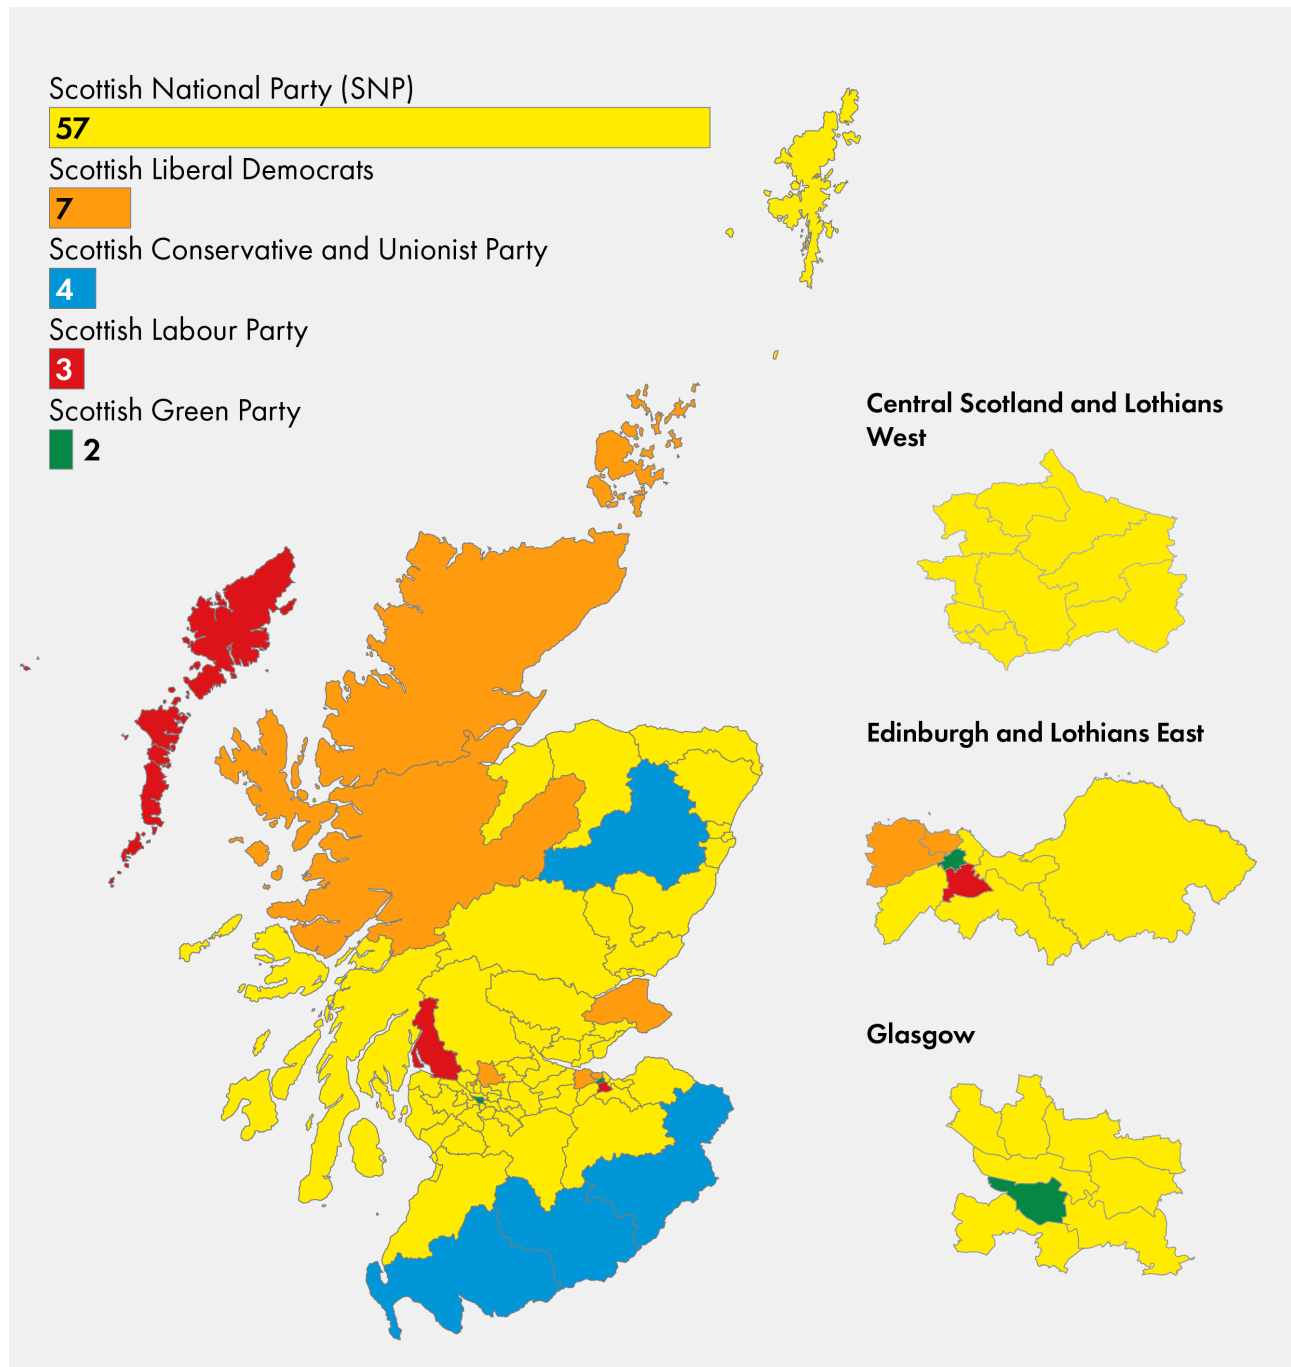 Scottish National Party (SNP)
57
Scottish Liberal Democrats
7
Scottish Conservative and Unionist Party
4
Scottish Labour Party
3
Scottish Green Party
2
Central Scotland and Lothians
West
Edinburgh and Lothians East
Glasgow